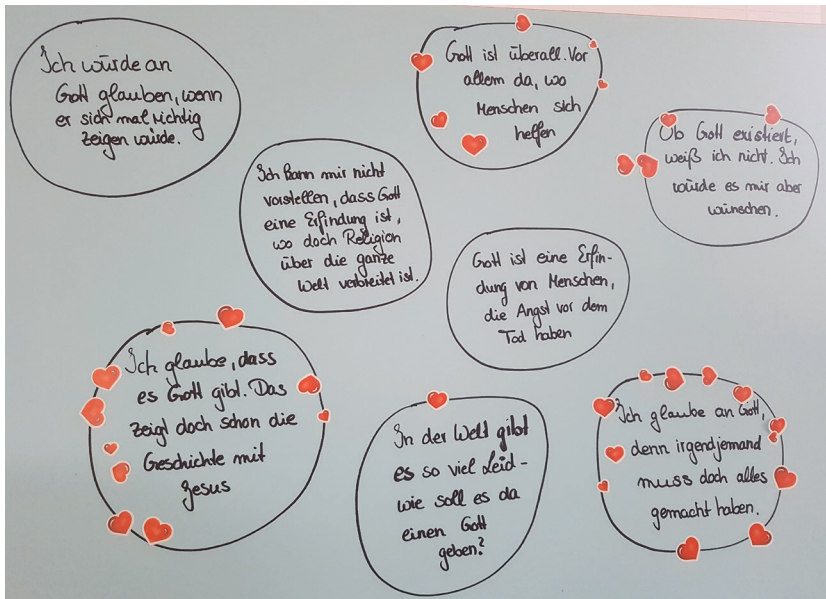 Ich würde an
Gott glauben, wenn
er sich mal richtig
zeigen würde.
Gott ist überall. Vor
allem da, wo
Menschen sich
helfen
Ob Gott existiert,
weiß ich nicht. Ich
würde es mir aber
wünschen.
Ich kann mir nicht
vorstellen, dass Gott
eine Erfindung ist,
wo doch Religion
über die ganze
Welt verbreitet ist.
Gott ist eine Erfin-
dung von Menschen,
die Angst vor dem
Tod haben
Ich glaube, dass
es Gott gibt. Das
zeigt doch schon die
Geschichte mit
Jesus
In der Welt gibt
es so viel Leid -
wie soll es da
einen Gott
geben?
Ich glaube an Gott,
denn irgendjemand
muss doch alles
gemacht haben.